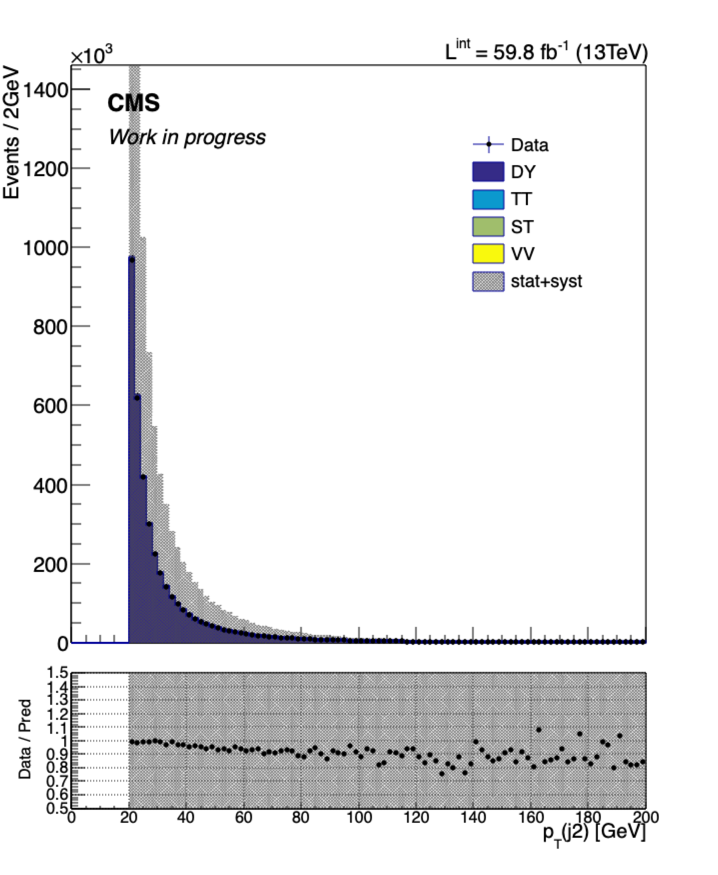 ×10³
L^int = 59.8 fb⁻¹ (13TeV)
Events / 2GeV
1400
1200
1000
800
600
400
200
0
CMS
Work in progress
Data
DY
TT
ST
VV
stat+syst
Data / Pred
1.5
1.4
1.3
1.2
1.1
1
0.9
0.8
0.7
0.6
0.5
0 20 40 60 80 100 120 140 160 180 200
p_T(j2) [GeV]